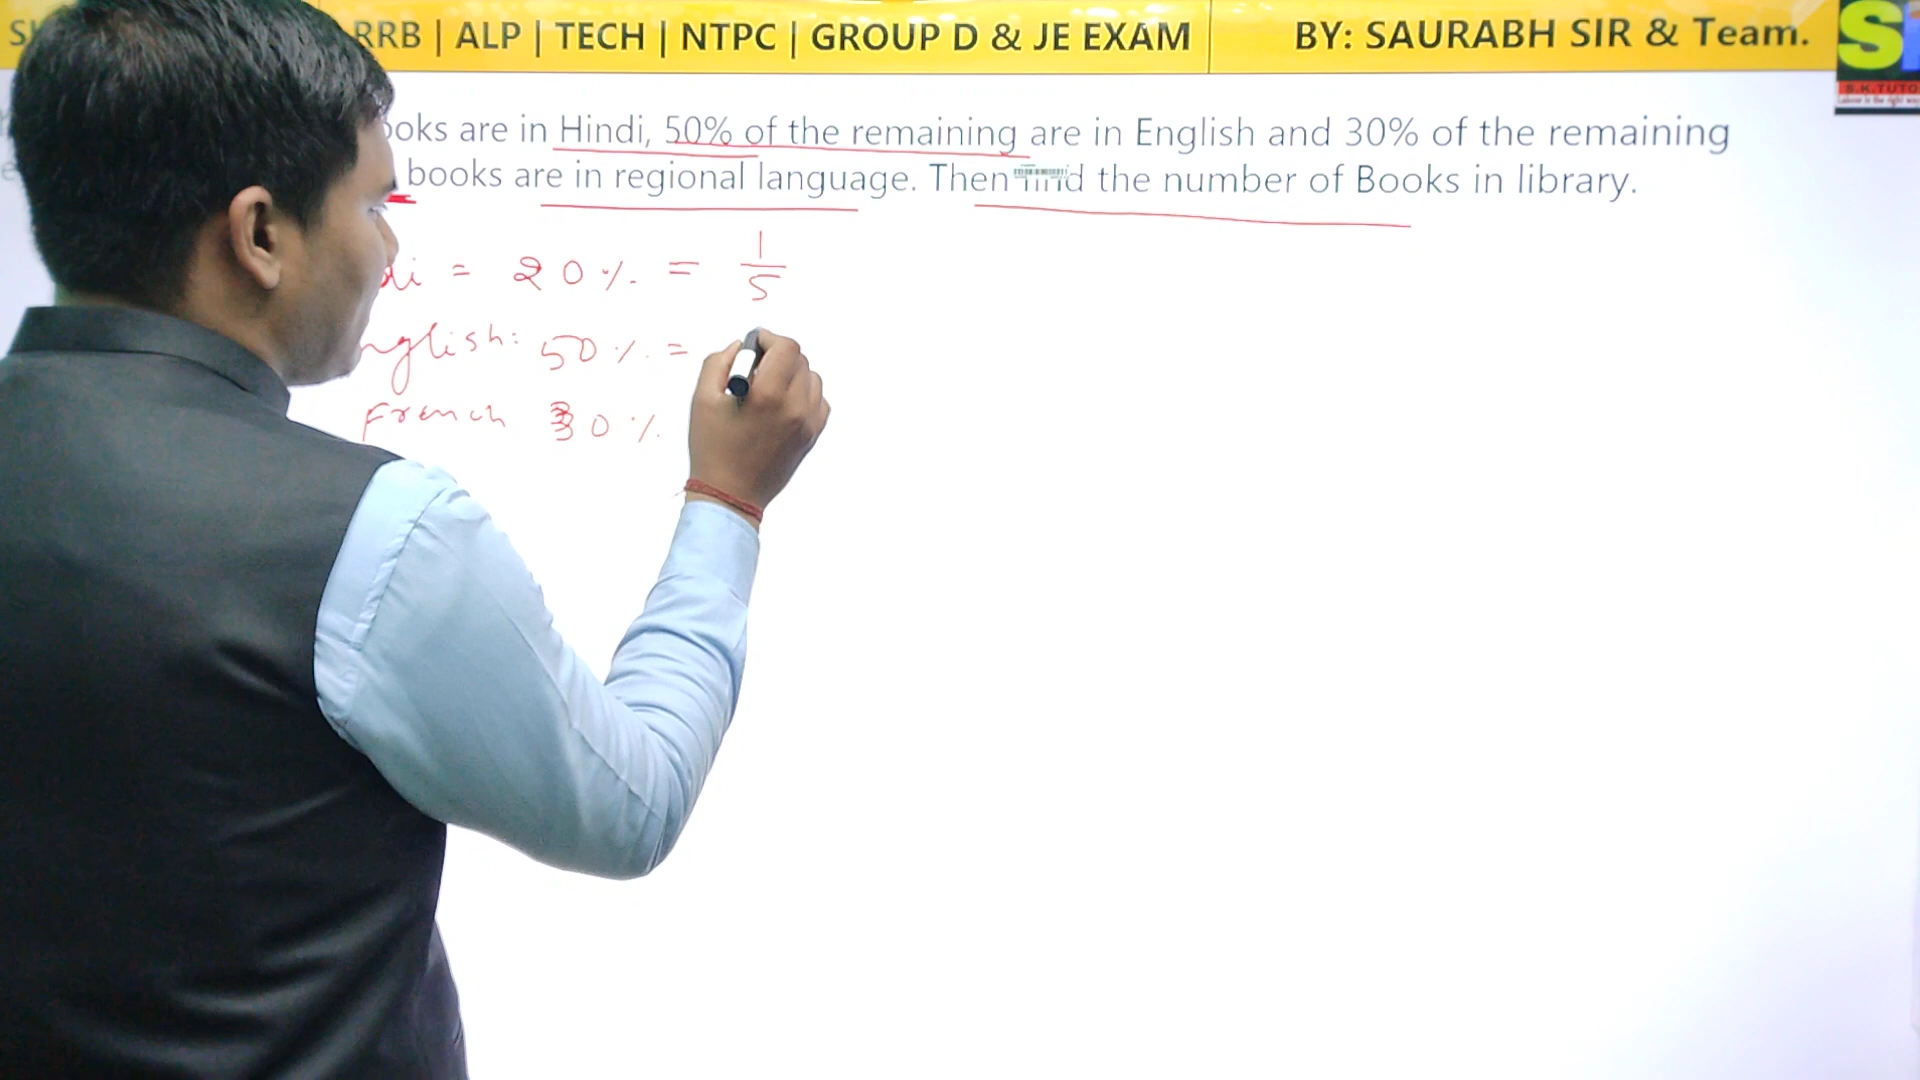 RRB | ALP | TECH | NTPC | GROUP D & JE EXAM BY: SAURABH SIR & Team.
S.K.TUTO
ooks are in Hindi, 50% of the remaining are in English and 30% of the remaining
books are in regional language. Then find the number of Books in library.
di = 20% = 1/5
nglish: 50% =
French 30%